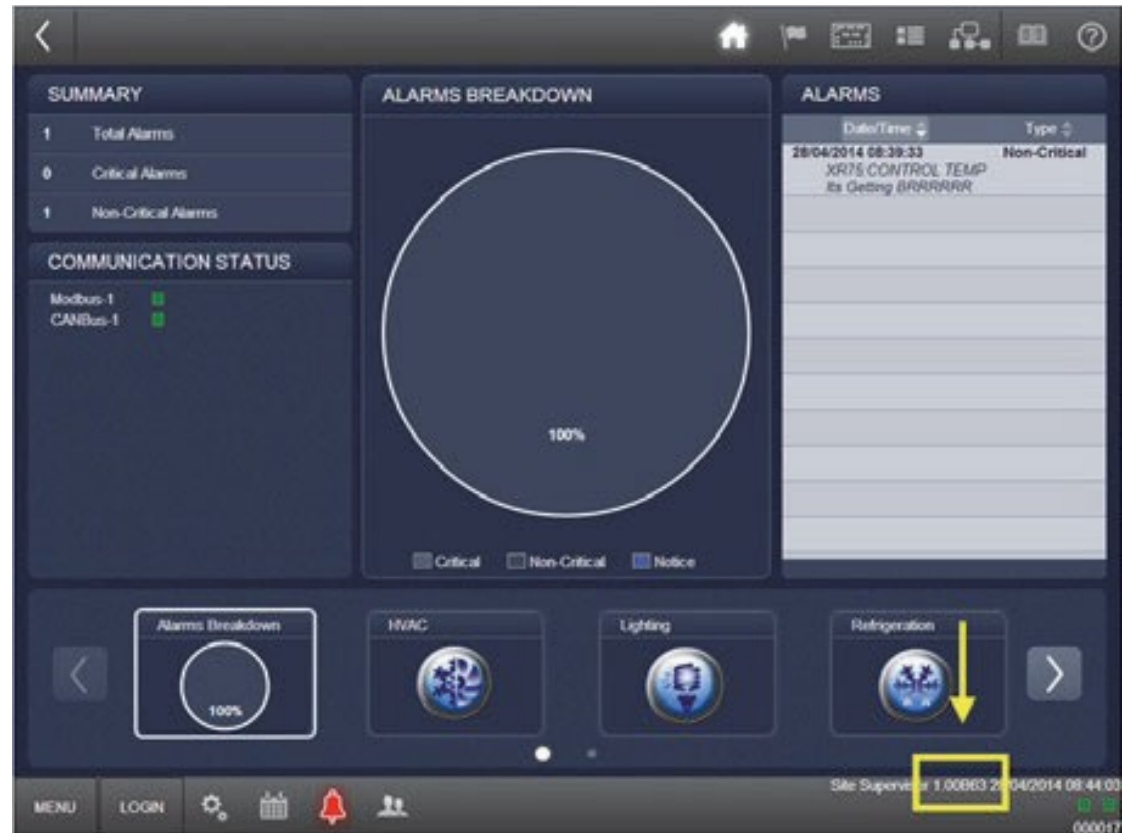 SUMMARY
1 Total Alarms
0 Critical Alarms
1 Non-Critical Alarms
COMMUNICATION STATUS
Modbus-1
CANBus-1
ALARMS BREAKDOWN
100%
Critical Non-Critical Notice
ALARMS
Date/Time Type
28/04/2014 08:39:33 Non-Critical
XR75:CONTROL TEMP
Its Getting BRRRRRR
Alarms Breakdown
100%
HVAC
Lighting
Refrigeration
MENU LOGIN
Site Supervisor 1.00B63 28/04/2014 08:44:03
000017